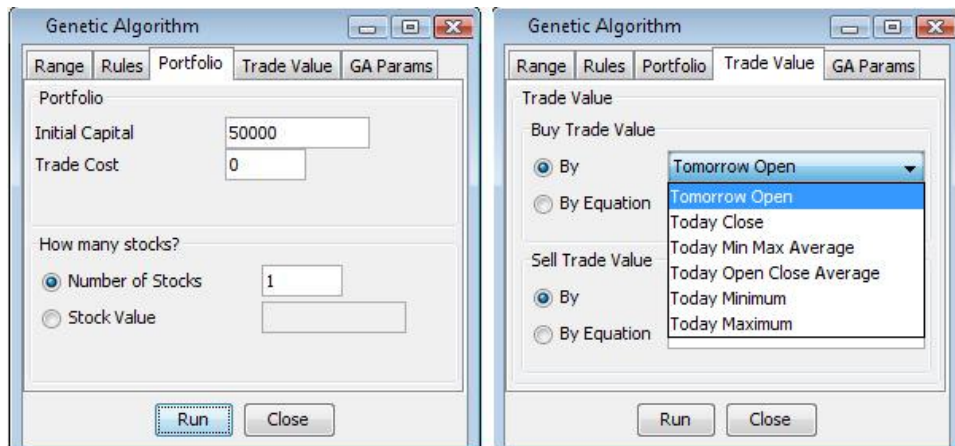 Genetic Algorithm
Range Rules Portfolio Trade Value GA Params
Portfolio
Initial Capital 50000
Trade Cost 0
How many stocks?
Number of Stocks 1
Stock Value
Run Close
Genetic Algorithm
Range Rules Portfolio Trade Value GA Params
Trade Value
Buy Trade Value
By Tomorrow Open
Tomorrow Open
By Equation
Today Close
Today Min Max Average
Sell Trade Value
Today Open Close Average
By
Today Minimum
Today Maximum
By Equation
Run Close